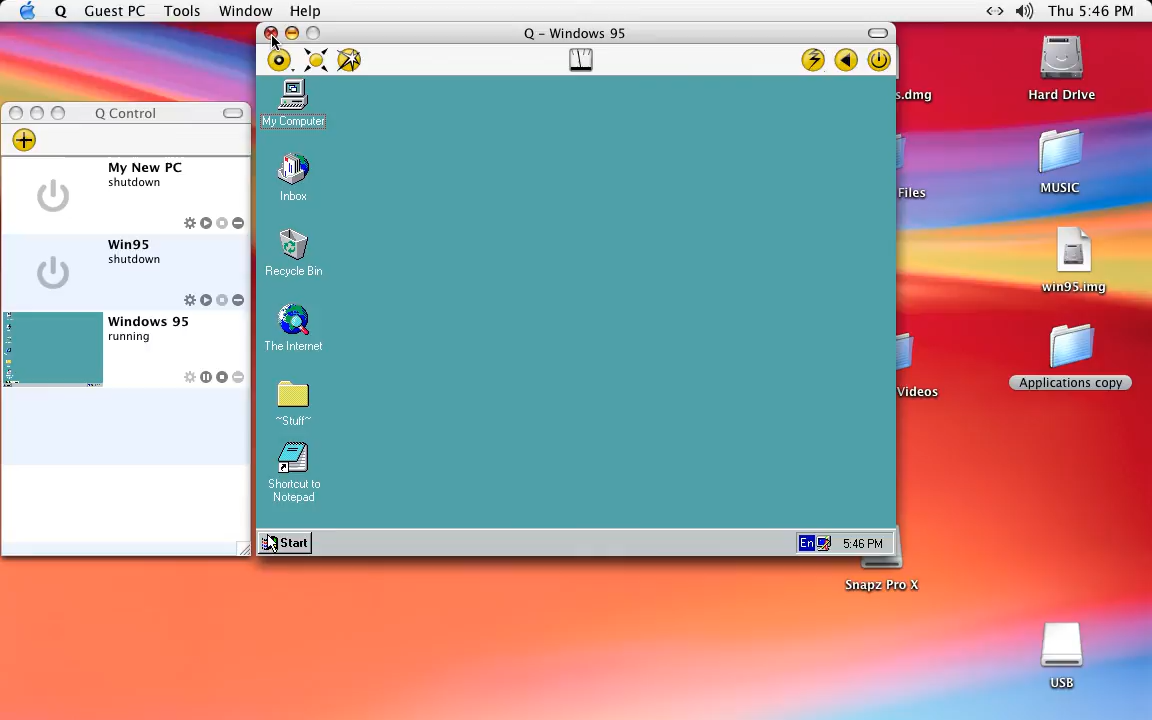 Q Guest PC Tools Window Help Thu 5:46 PM
Q - Windows 95
Q Control
My New PC
shutdown
Win95
shutdown
Windows 95
running
My Computer
Inbox
Recycle Bin
The Internet
~Stuff~
Shortcut to
Notepad
Start
En
5:46 PM
s.dmg
Files
Videos
Snapz Pro X
Hard Drive
MUSIC
win95.img
Applications copy
USB